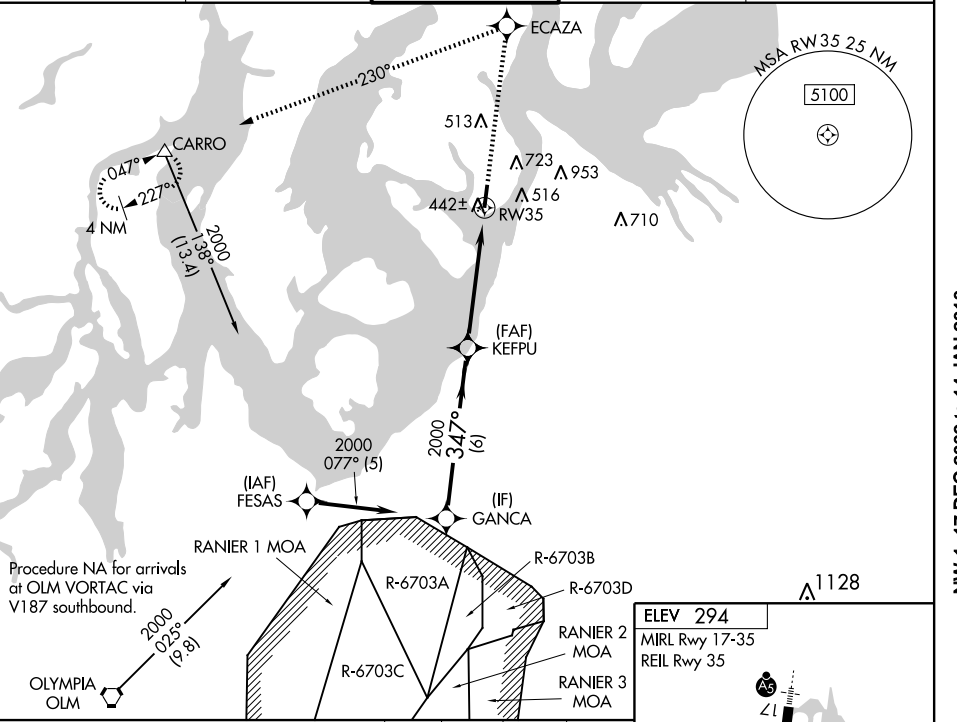 ECAZA
230°
MSA RW35 25 NM
5100
513
CARRO
723
953
047°
227°
516
442±
RW35
4 NM
710
2000
138°
(13.4)
(FAF)
KEFPU
2000
347°
(6)
2000
077° (5)
(IAF)
FESAS
(IF)
GANCA
RANIER 1 MOA
R-6703B
Procedure NA for arrivals
at OLM VORTAC via
V187 southbound.
R-6703A
R-6703D
1128
2000
025°
(9.8)
ELEV 294
MIRL Rwy 17-35
REIL Rwy 35
RANIER 2
MOA
R-6703C
RANIER 3
MOA
OLYMPIA
OLM
A5
17